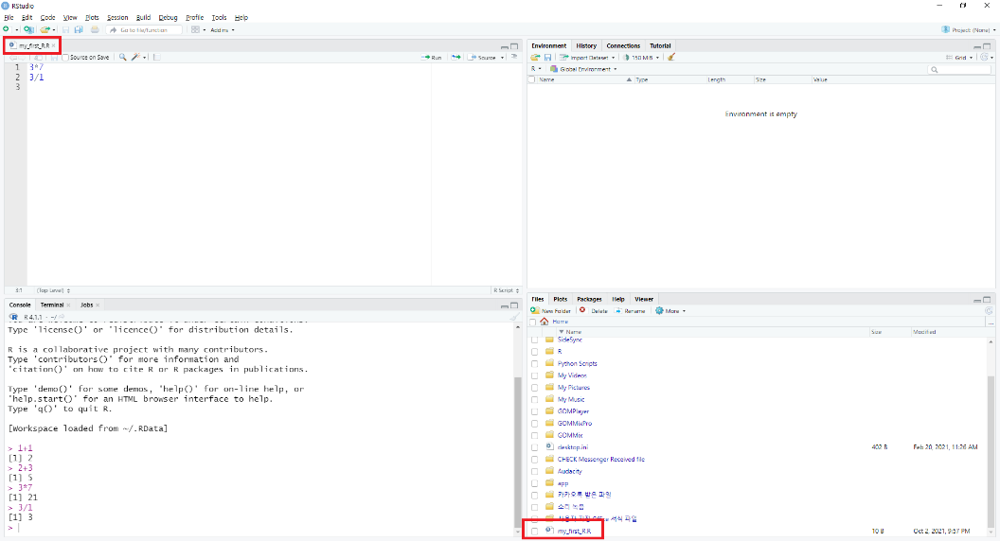 RStudio
File Edit Code View Plots Session Build Debug Profile Tools Help
Go to file/function Addins Project: (None)
my_first_R.R
Source on Save Run Source
1 3*7
2 3/1
3
3:1 (Top Level) R Script
Console Terminal Jobs
R 4.1.1 · ~/
Type 'license()' or 'licence()' for distribution details.
R is a collaborative project with many contributors.
Type 'contributors()' for more information and
'citation()' on how to cite R or R packages in publications.
Type 'demo()' for some demos, 'help()' for on-line help, or
'help.start()' for an HTML browser interface to help.
Type 'q()' to quit R.
[Workspace loaded from ~/.RData]
> 1+1
[1] 2
> 2+3
[1] 5
> 3*7
[1] 21
> 3/1
[1] 3
>
Environment History Connections Tutorial
Import Dataset 150 MiB Grid
R Global Environment
Name Type Length Size Value
Environment is empty
Files Plots Packages Help Viewer
New Folder Delete Rename More
Home
Name Size Modified
SideSync
R
Python Scripts
My Videos
My Pictures
My Music
GOMPlayer
GOMMixPro
GOMMix
desktop.ini 402 B Feb 20, 2021, 11:26 AM
CHECK Messenger Received file
Audacity
app
카카오톡 받은 파일
소리 녹음
사용자 지정 Office 서식 파일
my_first_R.R 10 B Oct 2, 2021, 9:57 PM